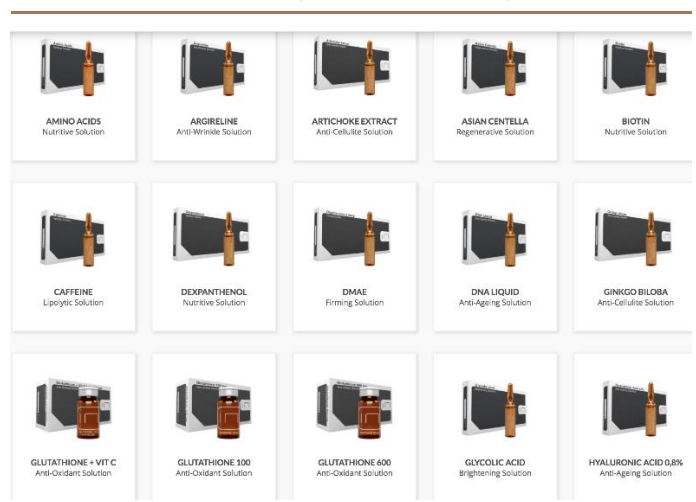 AMINO ACIDS
Nutritive Solution
ARGIRELINE
Anti-Wrinkle Solution
ARTICHOKE EXTRACT
Anti-Cellulite Solution
ASIAN CENTELLA
Regenerative Solution
BIOTIN
Nutritive Solution
CAFFEINE
Lipolytic Solution
DEXPANTHENOL
Nutritive Solution
DMAE
Firming Solution
DNA LIQUID
Anti-Ageing Solution
GINKGO BILOBA
Anti-Cellulite Solution
GLUTATHIONE + VIT C
Anti-Oxidant Solution
GLUTATHIONE 100
Anti-Oxidant Solution
GLUTATHIONE 600
Anti-Oxidant Solution
GLYCOLIC ACID
Brightening Solution
HYALURONIC ACID 0,8%
Anti-Ageing Solution